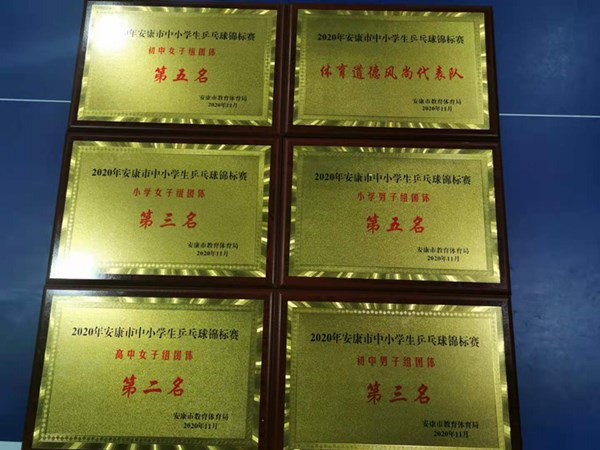 2020年安康市中小学生乒乓球锦标赛
初中女子组团体
第五名
安康市教育体育局
2020年11月
2020年安康市中小学生乒乓球锦标赛
体育道德风尚代表队
安康市教育体育局
2020年11月
2020年安康市中小学生乒乓球锦标赛
小学女子组团体
第三名
安康市教育体育局
2020年11月
2020年安康市中小学生乒乓球锦标赛
小学男子组团体
第五名
安康市教育体育局
2020年11月
2020年安康市中小学生乒乓球锦标赛
高中女子组团体
第二名
安康市教育体育局
2020年11月
2020年安康市中小学生乒乓球锦标赛
初中男子组团体
第三名
安康市教育体育局
2020年11月